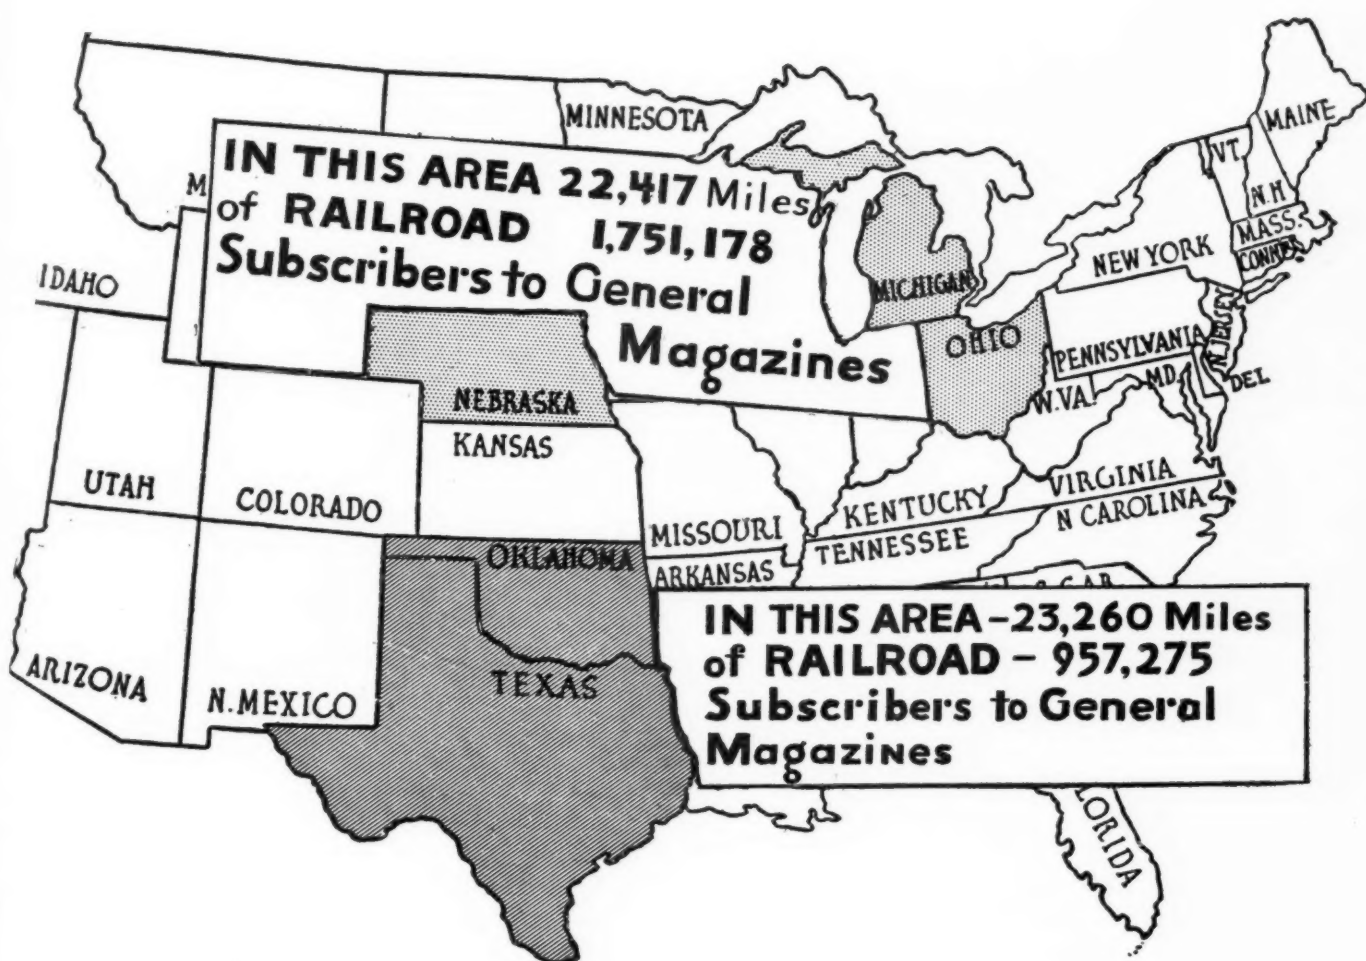 MINNESOTA
MAINE
VT.
N.H
MASS.
NEW YORK
IN THIS AREA 22,417 Miles
of RAILROAD 1,751,178
Subscribers to General
Magazines
M
IDAHO
MICHIGAN
OHIO
PENNSYLVANIA
N.JERSEY
MD.
DEL
W.VA.
NEBRASKA
KANSAS
UTAH
COLORADO
MISSOURI
KENTUCKY
VIRGINIA
N CAROLINA
TENNESSEE
ARKANSAS
OKLAHOMA
TEXAS
ARIZONA
N.MEXICO
IN THIS AREA-23,260 Miles
of RAILROAD - 957,275
Subscribers to General
Magazines
LORIDA